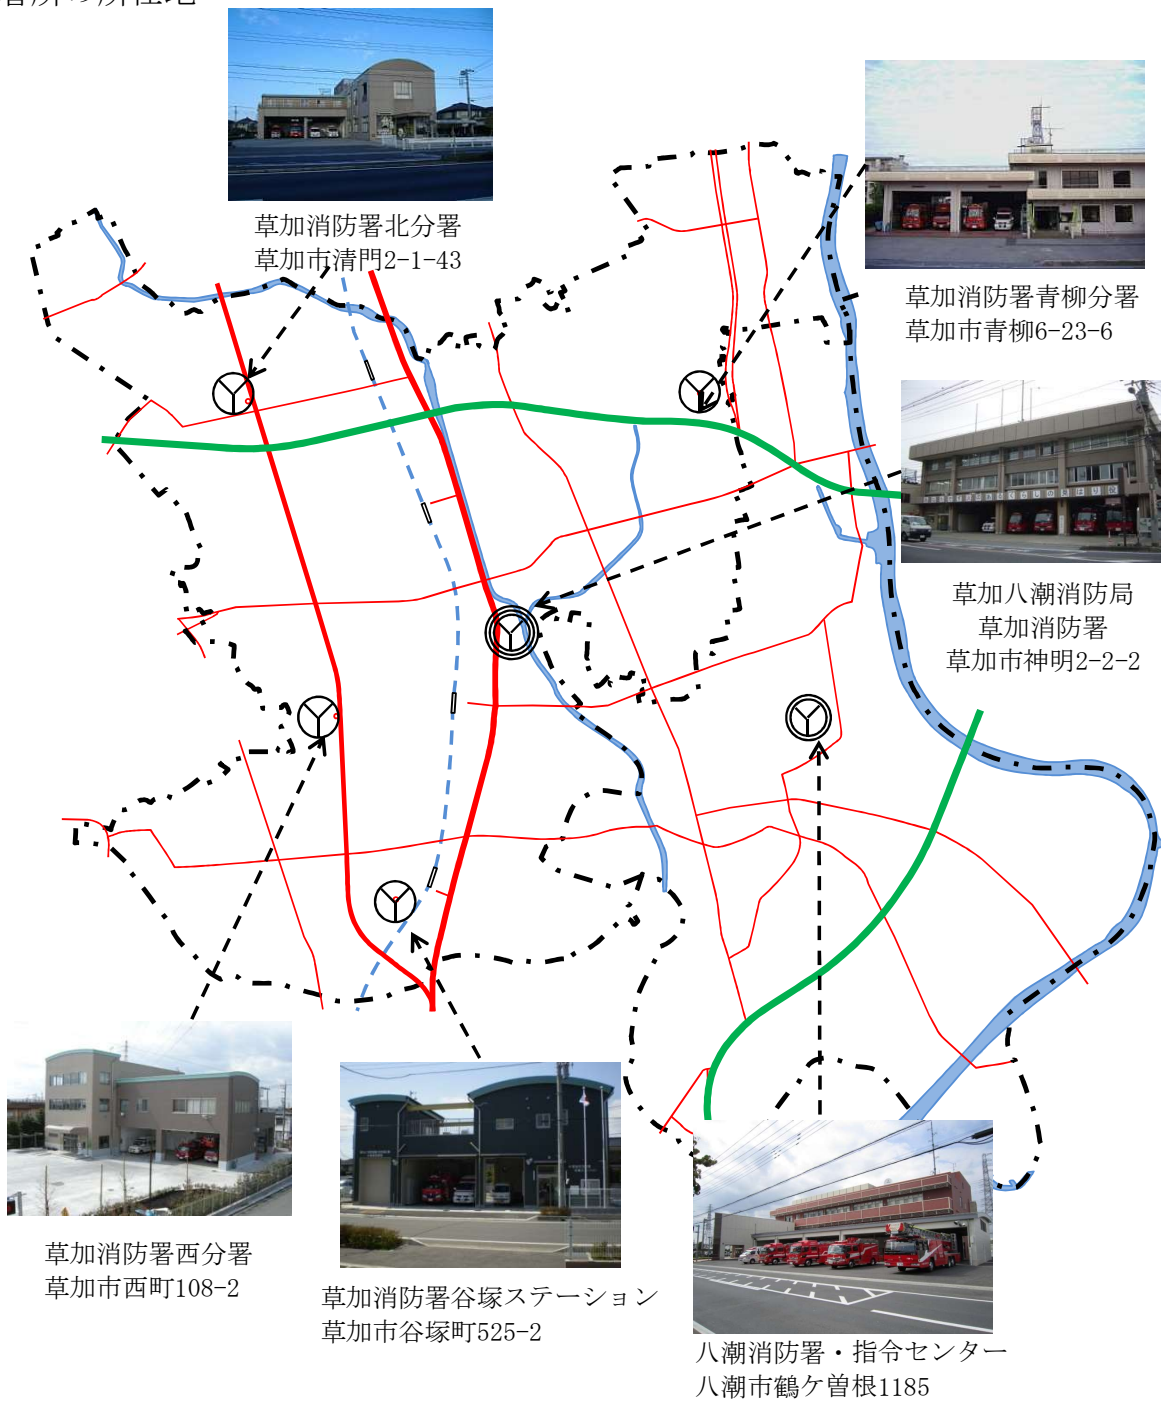 署所の所在地
草加消防署北分署
草加市清門2-1-43
草加消防署青柳分署
草加市青柳6-23-6
草加八潮消防局
草加消防署
草加市神明2-2-2
草加消防署西分署
草加市西町108-2
草加消防署谷塚ステーション
草加市谷塚町525-2
八潮消防署・指令センター
八潮市鶴ケ曽根1185